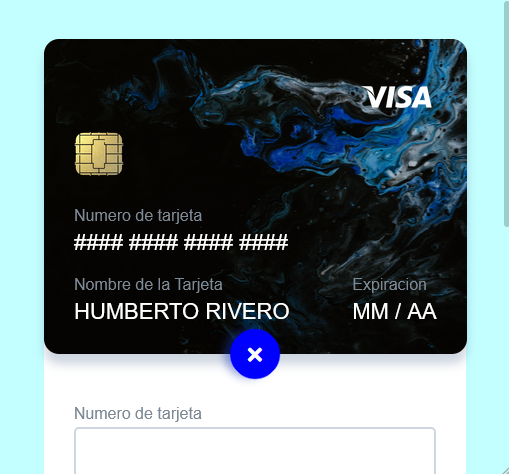 VISA
Numero de tarjeta
#### #### #### ####
Nombre de la Tarjeta
Expiracion
HUMBERTO RIVERO
MM / AA
Numero de tarjeta